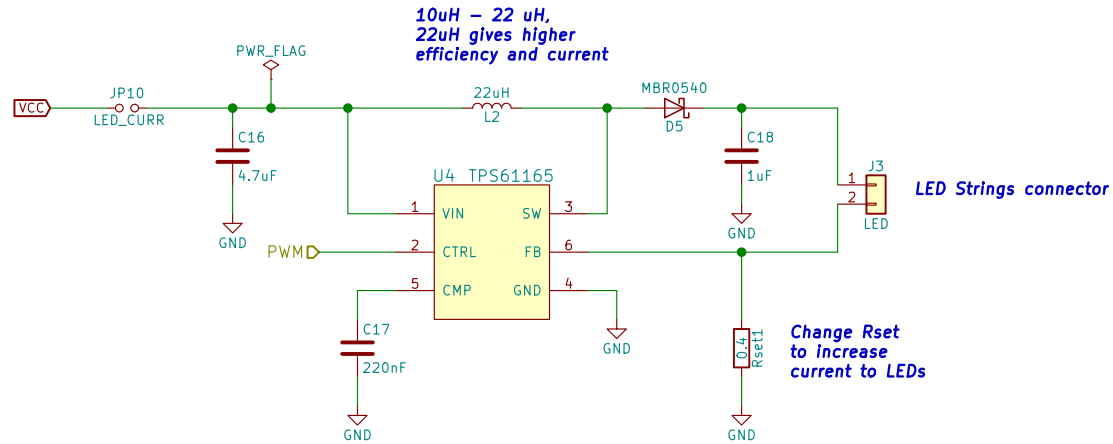 10uH – 22 uH,
22uH gives higher
efficiency and current
PWR_FLAG
VCC
JP10
LED_CURR
22uH
L2
MBR0540
D5
C16
4.7uF
GND
C18
1uF
GND
J3
1
2
LED
LED Strings connector
U4 TPS61165
1 VIN SW 3
PWM
2 CTRL FB 6
5 CMP GND 4
GND
C17
220nF
GND
0.4
Rset1
GND
Change Rset
to increase
current to LEDs